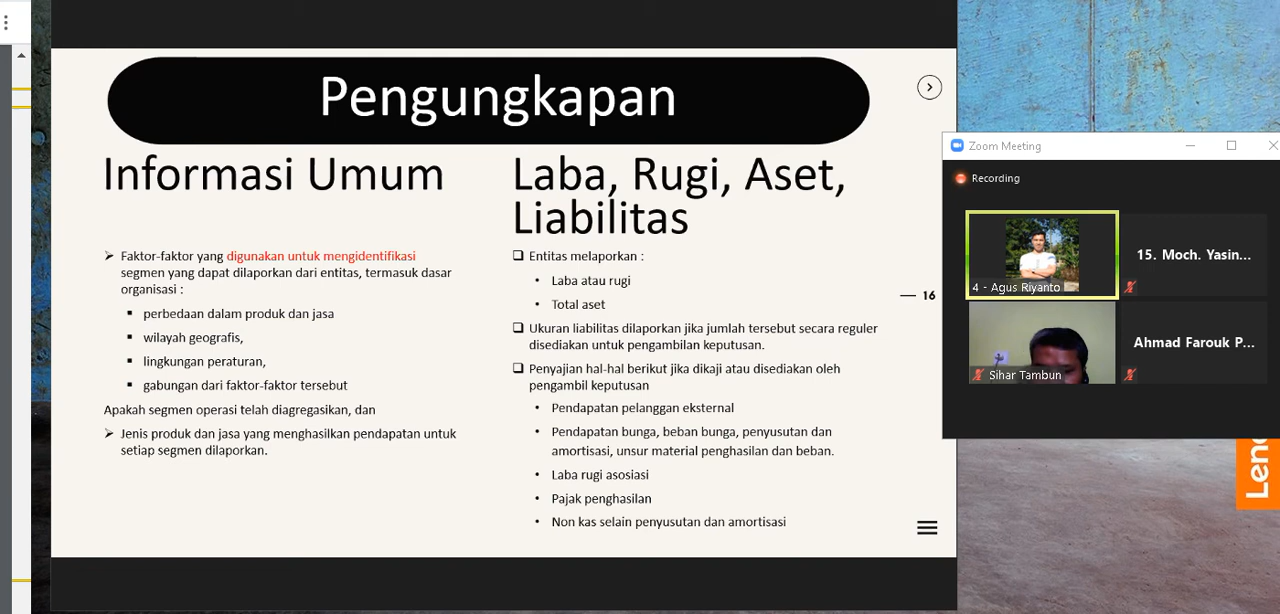 Pengungkapan
Informasi Umum
Faktor-faktor yang digunakan untuk mengidentifikasi
segmen yang dapat dilaporkan dari entitas, termasuk dasar
organisasi :
perbedaan dalam produk dan jasa
wilayah geografis,
lingkungan peraturan,
gabungan dari faktor-faktor tersebut
Apakah segmen operasi telah diagregasikan, dan
Jenis produk dan jasa yang menghasilkan pendapatan untuk
setiap segmen dilaporkan.
Laba, Rugi, Aset,
Liabilitas
Entitas melaporkan :
Laba atau rugi
Total aset
Ukuran liabilitas dilaporkan jika jumlah tersebut secara reguler
disediakan untuk pengambilan keputusan.
Penyajian hal-hal berikut jika dikaji atau disediakan oleh
pengambil keputusan
Pendapatan pelanggan eksternal
Pendapatan bunga, beban bunga, penyusutan dan
amortisasi, unsur material penghasilan dan beban.
Laba rugi asosiasi
Pajak penghasilan
Non kas selain penyusutan dan amortisasi
16
Zoom Meeting
Recording
4 - Agus Riyanto
15. Moch. Yasin...
Sihar Tambun
Ahmad Farouk P...
Leno